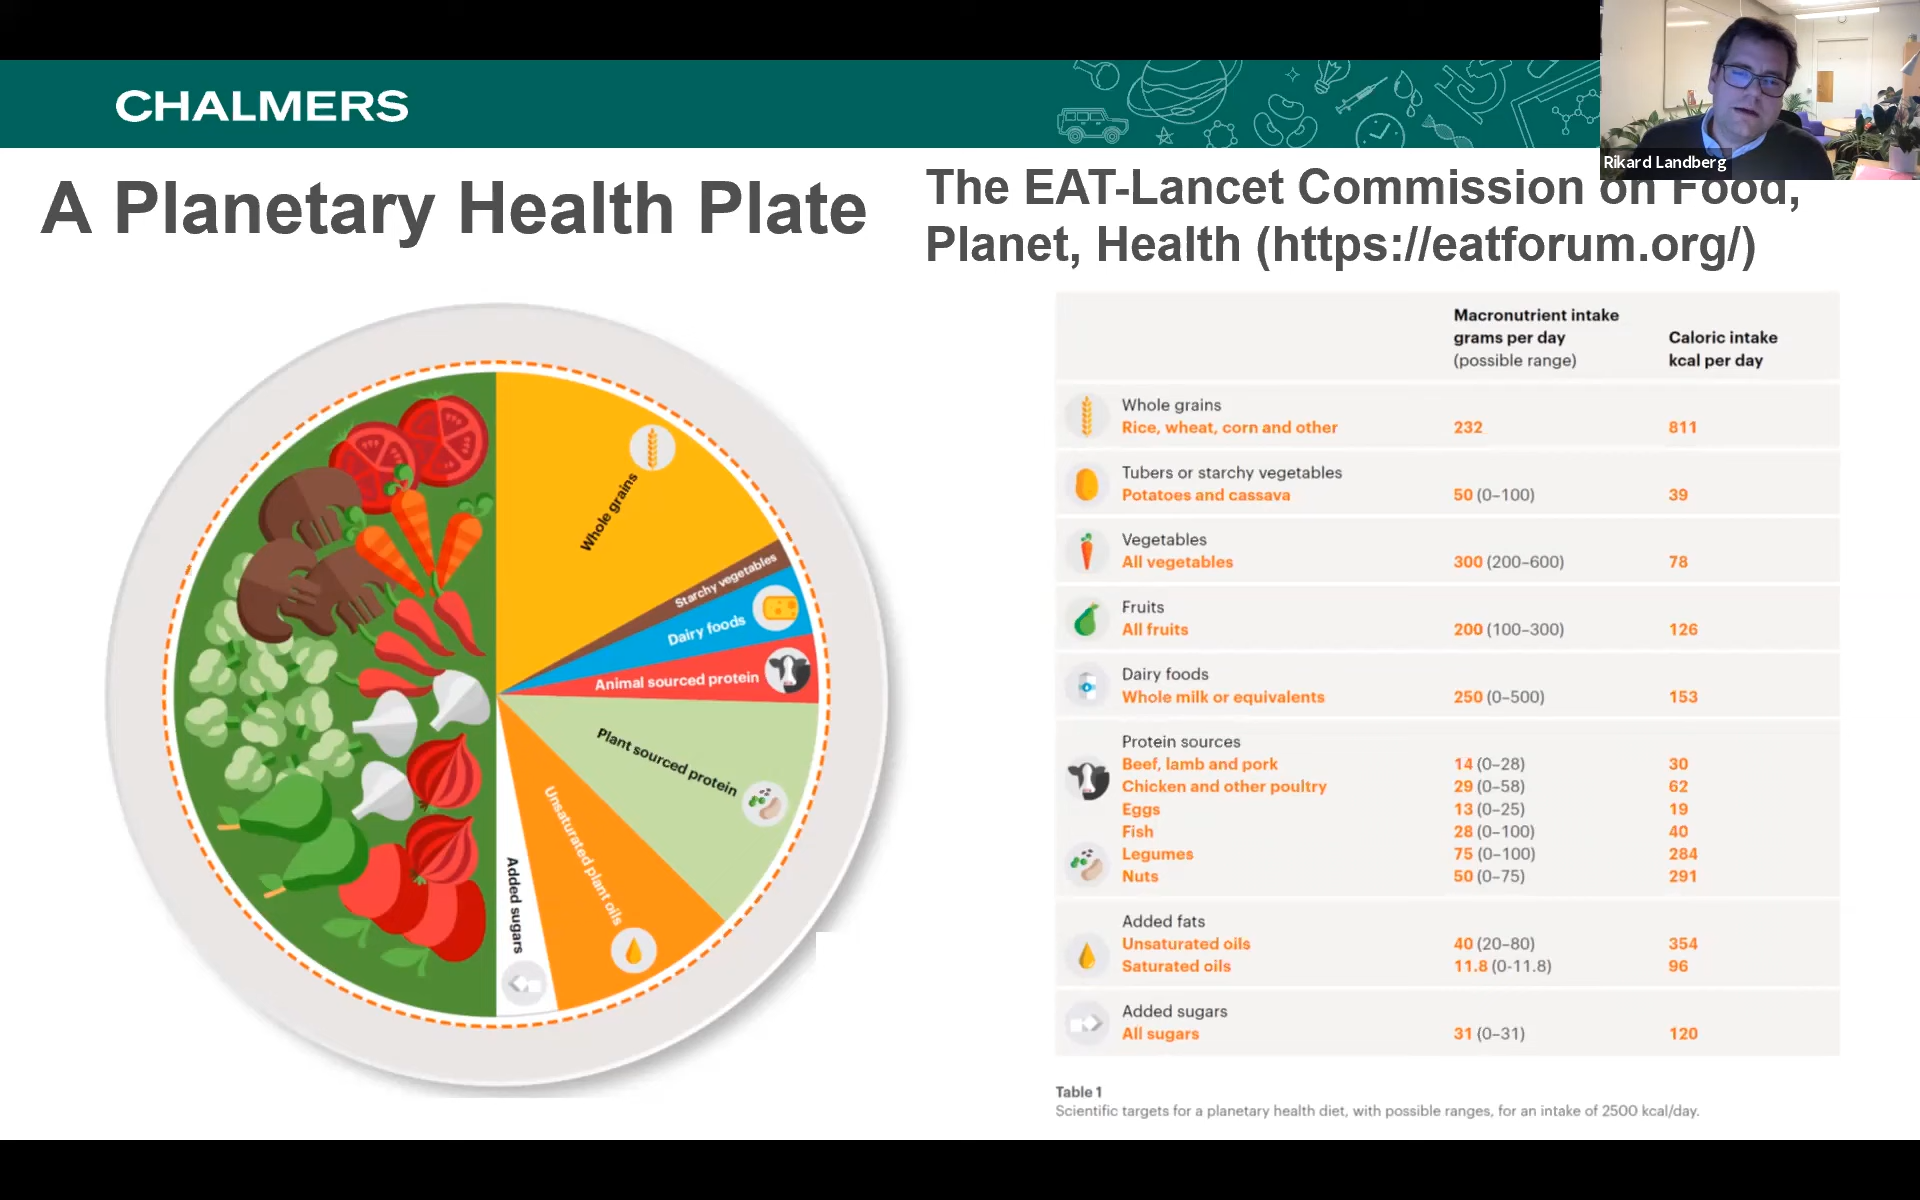 CHALMERS
Rikard Landberg
A Planetary Health Plate
The EAT-Lancet Commission on Food,
Planet, Health (https://eatforum.org/)
Whole grains
Starchy vegetables
Dairy foods
Animal sourced protein
Plant sourced protein
Unsaturated plant oils
Added sugars
Macronutrient intake
grams per day
(possible range)
Caloric intake
kcal per day
Whole grains
Rice, wheat, corn and other 232 811
Tubers or starchy vegetables
Potatoes and cassava 50 (0–100) 39
Vegetables
All vegetables 300 (200–600) 78
Fruits
All fruits 200 (100–300) 126
Dairy foods
Whole milk or equivalents 250 (0–500) 153
Protein sources
Beef, lamb and pork 14 (0–28) 30
Chicken and other poultry 29 (0–58) 62
Eggs 13 (0–25) 19
Fish 28 (0–100) 40
Legumes 75 (0–100) 284
Nuts 50 (0–75) 291
Added fats
Unsaturated oils 40 (20–80) 354
Saturated oils 11.8 (0-11.8) 96
Added sugars
All sugars 31 (0–31) 120
Table 1
Scientific targets for a planetary health diet, with possible ranges, for an intake of 2500 kcal/day.